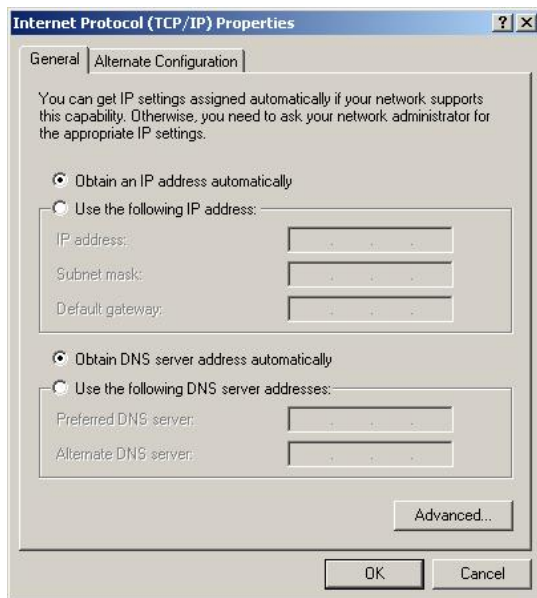 Internet Protocol (TCP/IP) Properties
General
Alternate Configuration
You can get IP settings assigned automatically if your network supports
this capability. Otherwise, you need to ask your network administrator for
the appropriate IP settings.
Obtain an IP address automatically
Use the following IP address:
IP address:
Subnet mask:
Default gateway:
Obtain DNS server address automatically
Use the following DNS server addresses:
Preferred DNS server:
Alternate DNS server:
Advanced...
OK
Cancel